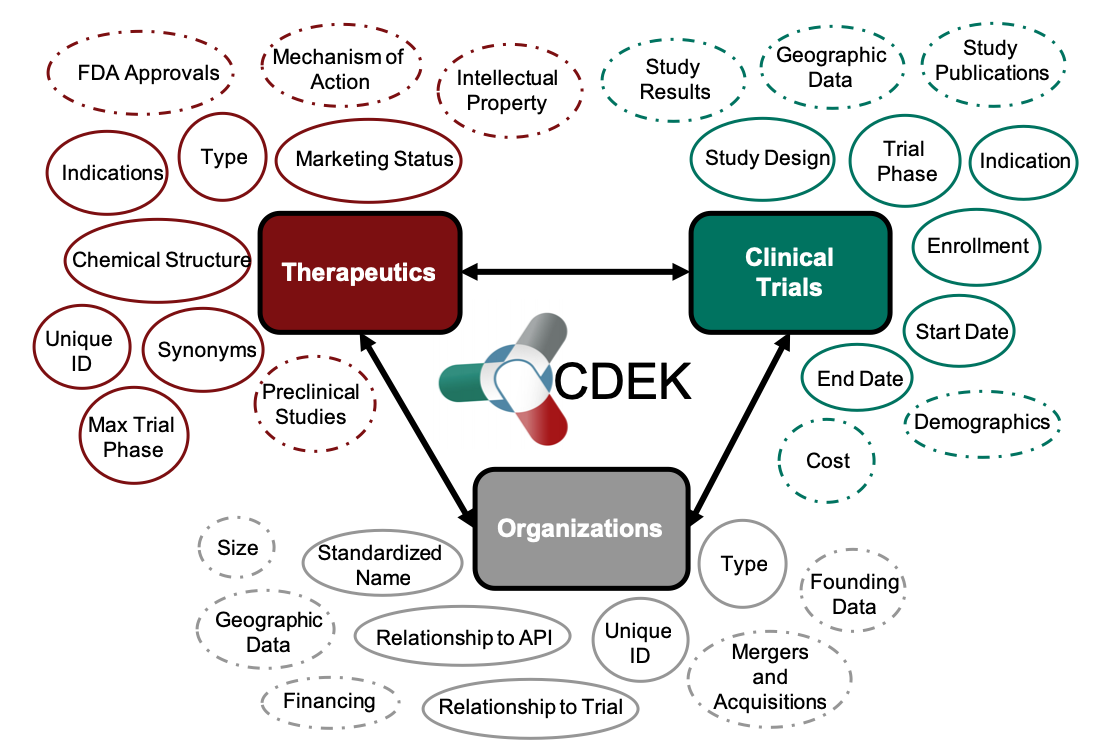 FDA Approvals
Mechanism of
Action
Intellectual
Property
Study
Results
Geographic
Data
Study
Publications
Indications
Type
Marketing Status
Study Design
Trial
Phase
Indication
Chemical Structure
Therapeutics
Clinical
Trials
Enrollment
Unique
ID
Synonyms
Start Date
Preclinical
Studies
CDEK
End Date
Max Trial
Phase
Demographics
Cost
Organizations
Size
Standardized
Name
Type
Founding
Data
Geographic
Data
Relationship to API
Unique
ID
Mergers
and
Acquisitions
Financing
Relationship to Trial